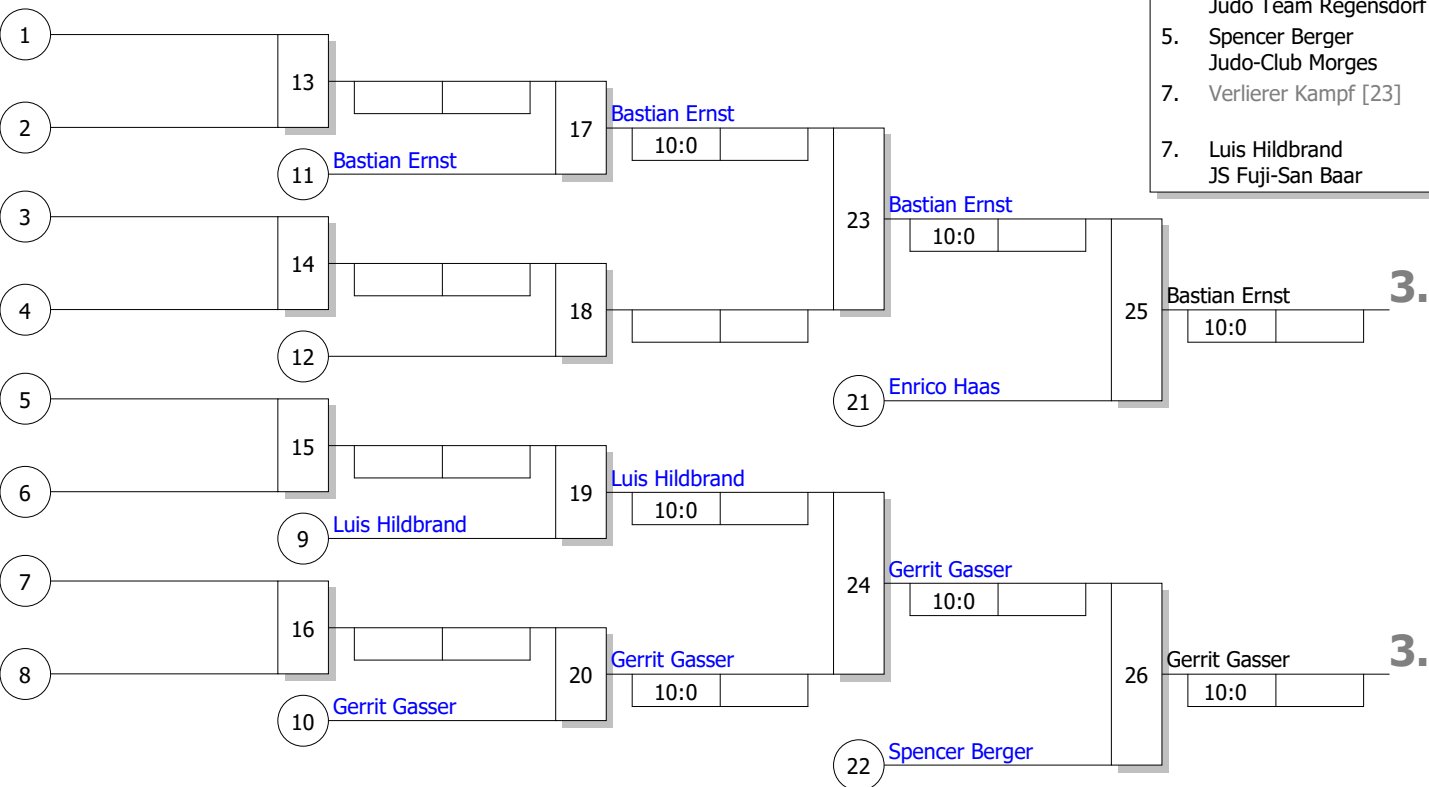 Judo Team Regensdorf
5. Spencer Berger
Judo-Club Morges
7. Verlierer Kampf [23]
7. Luis Hildbrand
JS Fuji-San Baar
1
13
2
17
Bastian Ernst
10:0
11
Bastian Ernst
3
23
Bastian Ernst
10:0
14
4
18
25
Bastian Ernst
3.
10:0
12
5
21
Enrico Haas
15
6
19
Luis Hildbrand
10:0
9
Luis Hildbrand
7
24
Gerrit Gasser
10:0
16
8
20
Gerrit Gasser
10:0
26
Gerrit Gasser
3.
10:0
10
Gerrit Gasser
22
Spencer Berger